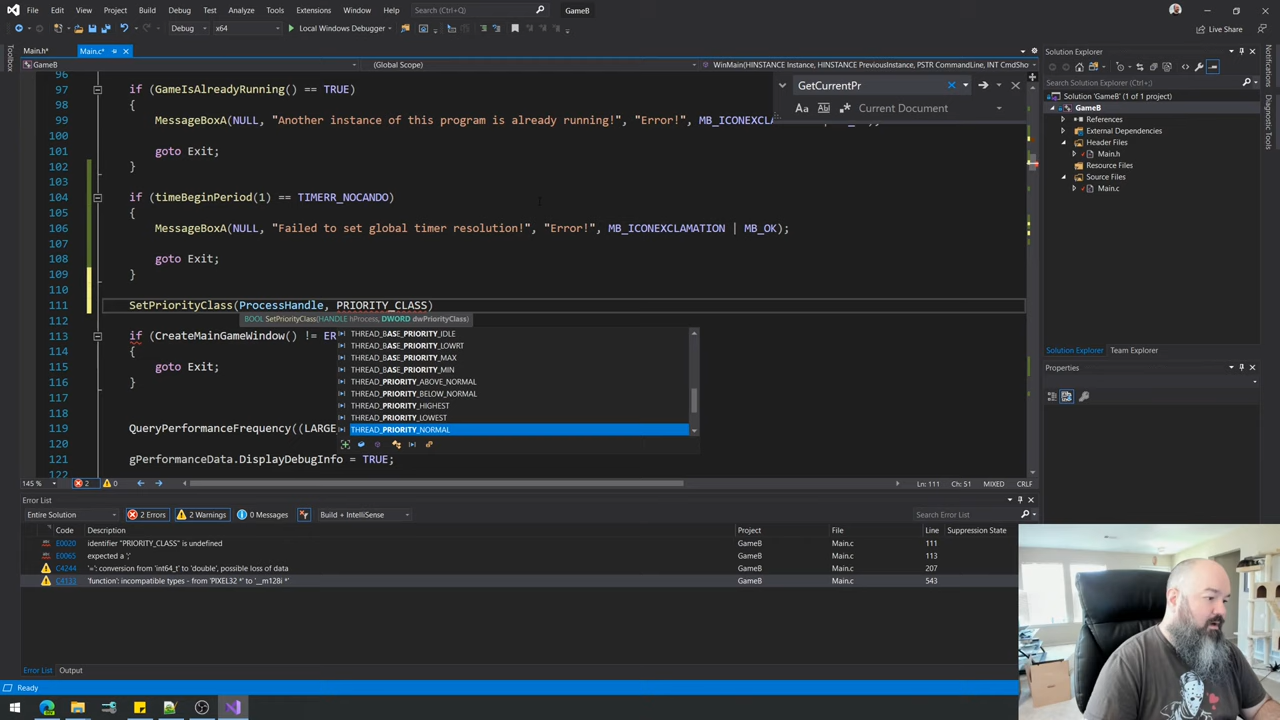 File Edit View Project Build Debug Test Analyze Tools Extensions Window Help Search (Ctrl+Q) GameB
Debug x64 Local Windows Debugger Live Share
Main.h* Main.c*
GameB (Global Scope) WinMain(HINSTANCE Instance, HINSTANCE PreviousInstance, PSTR CommandLine, INT CmdSho
GetCurrentPr
Aa Current Document
96
97 if (GameIsAlreadyRunning() == TRUE)
98 {
99 MessageBoxA(NULL, "Another instance of this program is already running!", "Error!", MB_ICONEXCLA
100
101 goto Exit;
102 }
103
104 if (timeBeginPeriod(1) == TIMERR_NOCANDO)
105 {
106 MessageBoxA(NULL, "Failed to set global timer resolution!", "Error!", MB_ICONEXCLAMATION | MB_OK);
107
108 goto Exit;
109 }
110
111 SetPriorityClass(ProcessHandle, PRIORITY_CLASS)
112 BOOL SetPriorityClass(HANDLE hProcess, DWORD dwPriorityClass)
113 if (CreateMainGameWindow() != ER
114 {
115 goto Exit;
116 }
117
118
119 QueryPerformanceFrequency((LARGE
120
121 gPerformanceData.DisplayDebugInfo = TRUE;
122
THREAD_BASE_PRIORITY_IDLE
THREAD_BASE_PRIORITY_LOWRT
THREAD_BASE_PRIORITY_MAX
THREAD_BASE_PRIORITY_MIN
THREAD_PRIORITY_ABOVE_NORMAL
THREAD_PRIORITY_BELOW_NORMAL
THREAD_PRIORITY_HIGHEST
THREAD_PRIORITY_LOWEST
THREAD_PRIORITY_NORMAL
145 % 2 0 Ln: 111 Ch: 51 MIXED CRLF
Toolbox
Diagnostic Tools
Solution Explorer
Search Solution Explorer (Ctrl+;)
Solution 'GameB' (1 of 1 project)
GameB
References
External Dependencies
Header Files
Main.h
Resource Files
Source Files
Main.c
Solution Explorer Team Explorer
Properties
Error List
Entire Solution 2 Errors 2 Warnings 0 Messages Build + IntelliSense Search Error List
Code Description Project File Line Suppression State
E0020 identifier "PRIORITY_CLASS" is undefined GameB Main.c 111
E0065 expected a ';' GameB Main.c 113
C4244 '=': conversion from 'int64_t' to 'double', possible loss of data GameB Main.c 207
C4133 'function': incompatible types - from 'PIXEL32 *' to '__m128i *' GameB Main.c 543
Error List Output
Ready